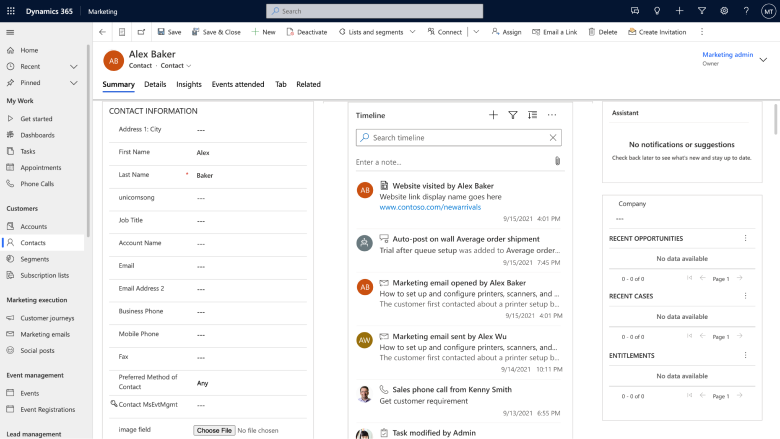 Dynamics 365
Marketing
Search
MT
Save
Save & Close
New
Deactivate
Lists and segments
Connect
Assign
Email a Link
Delete
Create Invitation
Home
Recent
Pinned
My Work
Get started
Dashboards
Tasks
Appointments
Phone Calls
Customers
Accounts
Contacts
Segments
Subscription lists
Marketing execution
Customer journeys
Marketing emails
Social posts
Event management
Events
Event Registrations
Lead management
AB
Alex Baker
Contact · Contact
Marketing admin
Owner
Summary Details Insights Events attended Tab Related
CONTACT INFORMATION
Address 1: City ---
First Name Alex
Last Name * Baker
unicornsong ---
Job Title ---
Account Name ---
Email ---
Email Address 2 ---
Business Phone ---
Mobile Phone ---
Fax ---
Preferred Method of
Contact Any
Contact MsEvtMgmt ---
image field Choose File No file chosen
Timeline
Search timeline
Enter a note...
AB
Website visited by Alex Baker
Website link display name goes here
www.contoso.com/newarrivals
9/15/2021 4:01 PM
Auto-post on wall Average order shipment
Trial after queue setup was added to Average order...
9/15/2021 7:45 PM
AB
Marketing email opened by Alex Baker
How to set up and configure printers, scanners, and ...
The customer first contacted about a printer setup b...
9/15/2021 4:01 PM
AW
Marketing email sent by Alex Wu
How to set up and configure printers, scanners, and...
The customer first contacted about a printer setup b...
9/14/2021 10:11 PM
Sales phone call from Kenny Smith
Get customer requirement
9/13/2021 6:55 PM
Task modified by Admin
Assistant
No notifications or suggestions
Check back later to see what's new and stay up to date.
Company
---
RECENT OPPORTUNITIES
No data available
0 - 0 of 0 Page 1
RECENT CASES
No data available
0 - 0 of 0 Page 1
ENTITLEMENTS
No data available
0 - 0 of 0 Page 1